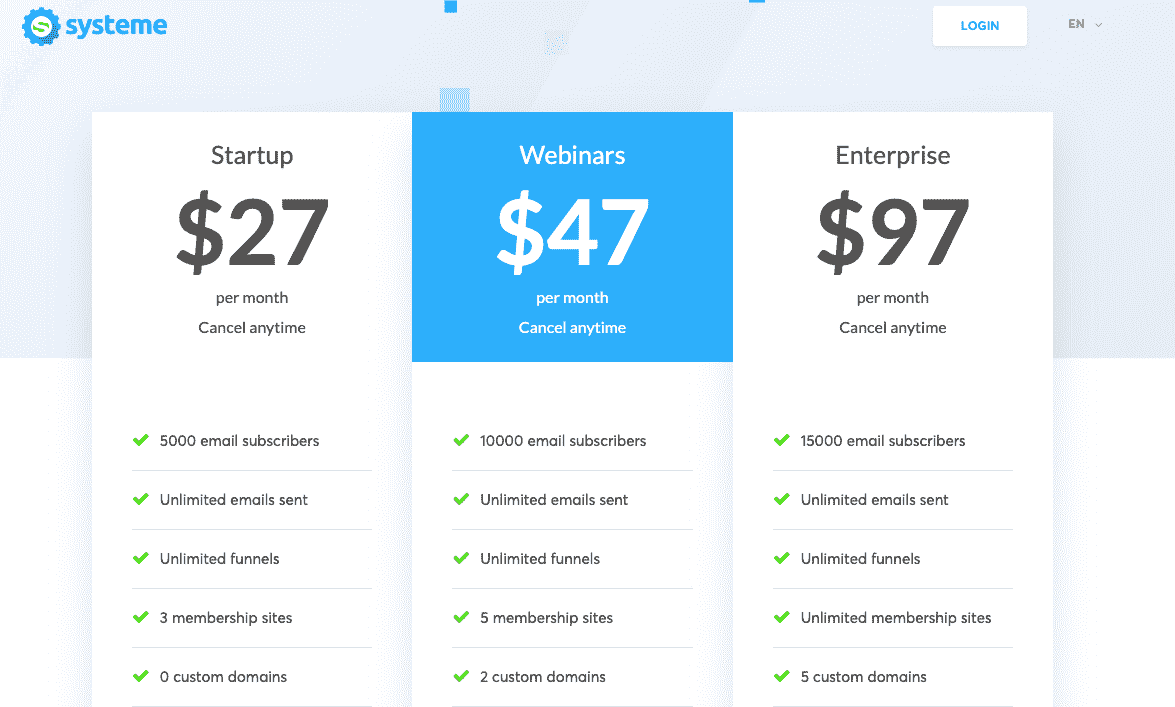 systeme
LOGIN
EN
Startup
$27
per month
Cancel anytime
5000 email subscribers
Unlimited emails sent
Unlimited funnels
3 membership sites
0 custom domains
Webinars
$47
per month
Cancel anytime
10000 email subscribers
Unlimited emails sent
Unlimited funnels
5 membership sites
2 custom domains
Enterprise
$97
per month
Cancel anytime
15000 email subscribers
Unlimited emails sent
Unlimited funnels
Unlimited membership sites
5 custom domains